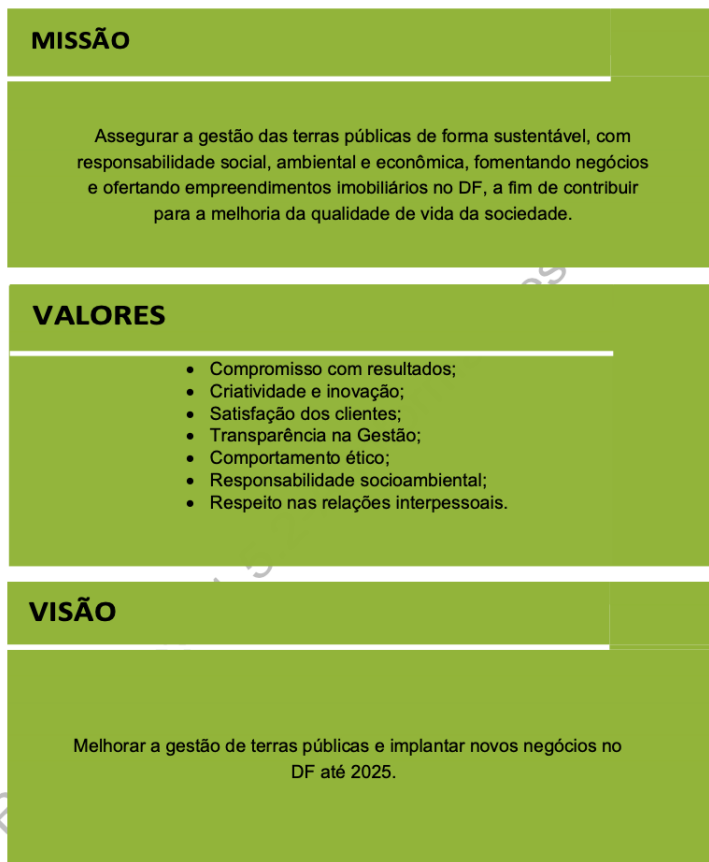 MISSÃO
Assegurar a gestão das terras públicas de forma sustentável, com
responsabilidade social, ambiental e econômica, fomentando negócios
e ofertando empreendimentos imobiliários no DF, a fim de contribuir
para a melhoria da qualidade de vida da sociedade.
VALORES
• Compromisso com resultados;
• Criatividade e inovação;
• Satisfação dos clientes;
• Transparência na Gestão;
• Comportamento ético;
• Responsabilidade socioambiental;
• Respeito nas relações interpessoais.
VISÃO
Melhorar a gestão de terras públicas e implantar novos negócios no
DF até 2025.